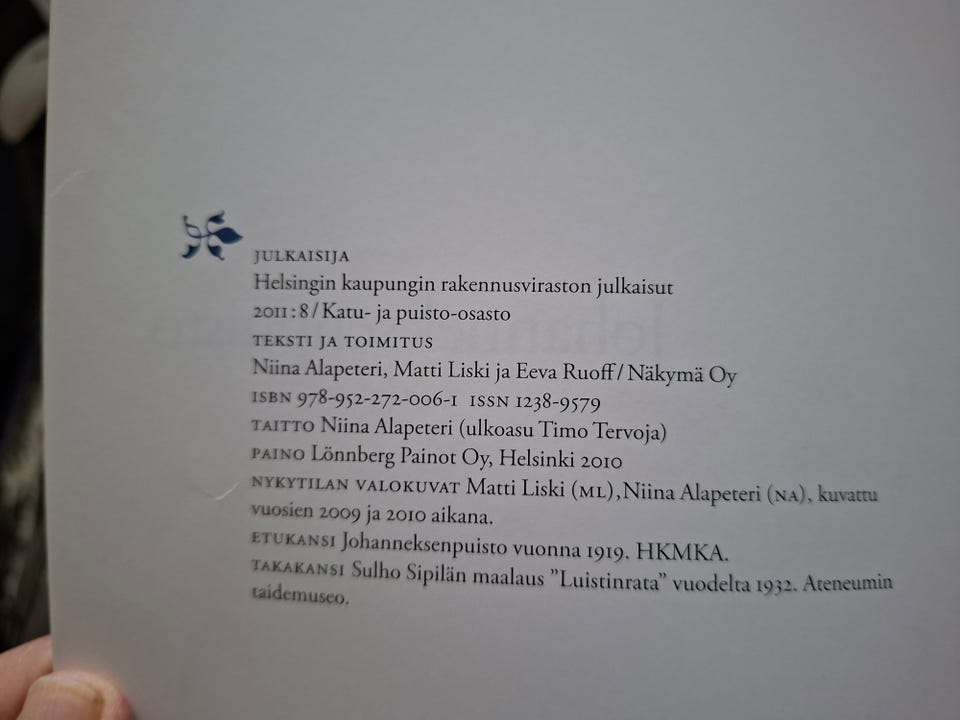 JULKAISIJA
Helsingin kaupungin rakennusviraston julkaisut
2011:8/Katu- ja puisto-osasto
TEKSTI JA TOIMITUS
Niina Alapeteri, Matti Liski ja Eeva Ruoff/Näkymä Oy
ISBN 978-952-272-006-1 ISSN 1238-9579
TAITTO Niina Alapeteri (ulkoasu Timo Tervoja)
PAINO Lönnberg Painot Oy, Helsinki 2010
NYKYTILAN VALOKUVAT Matti Liski (ML),Niina Alapeteri (NA), kuvattu
vuosien 2009 ja 2010 aikana.
ETUKANSI Johanneksenpuisto vuonna 1919. HKMKA.
TAKAKANSI Sulho Sipilän maalaus ”Luistinrata” vuodelta 1932. Ateneumin
taidemuseo.